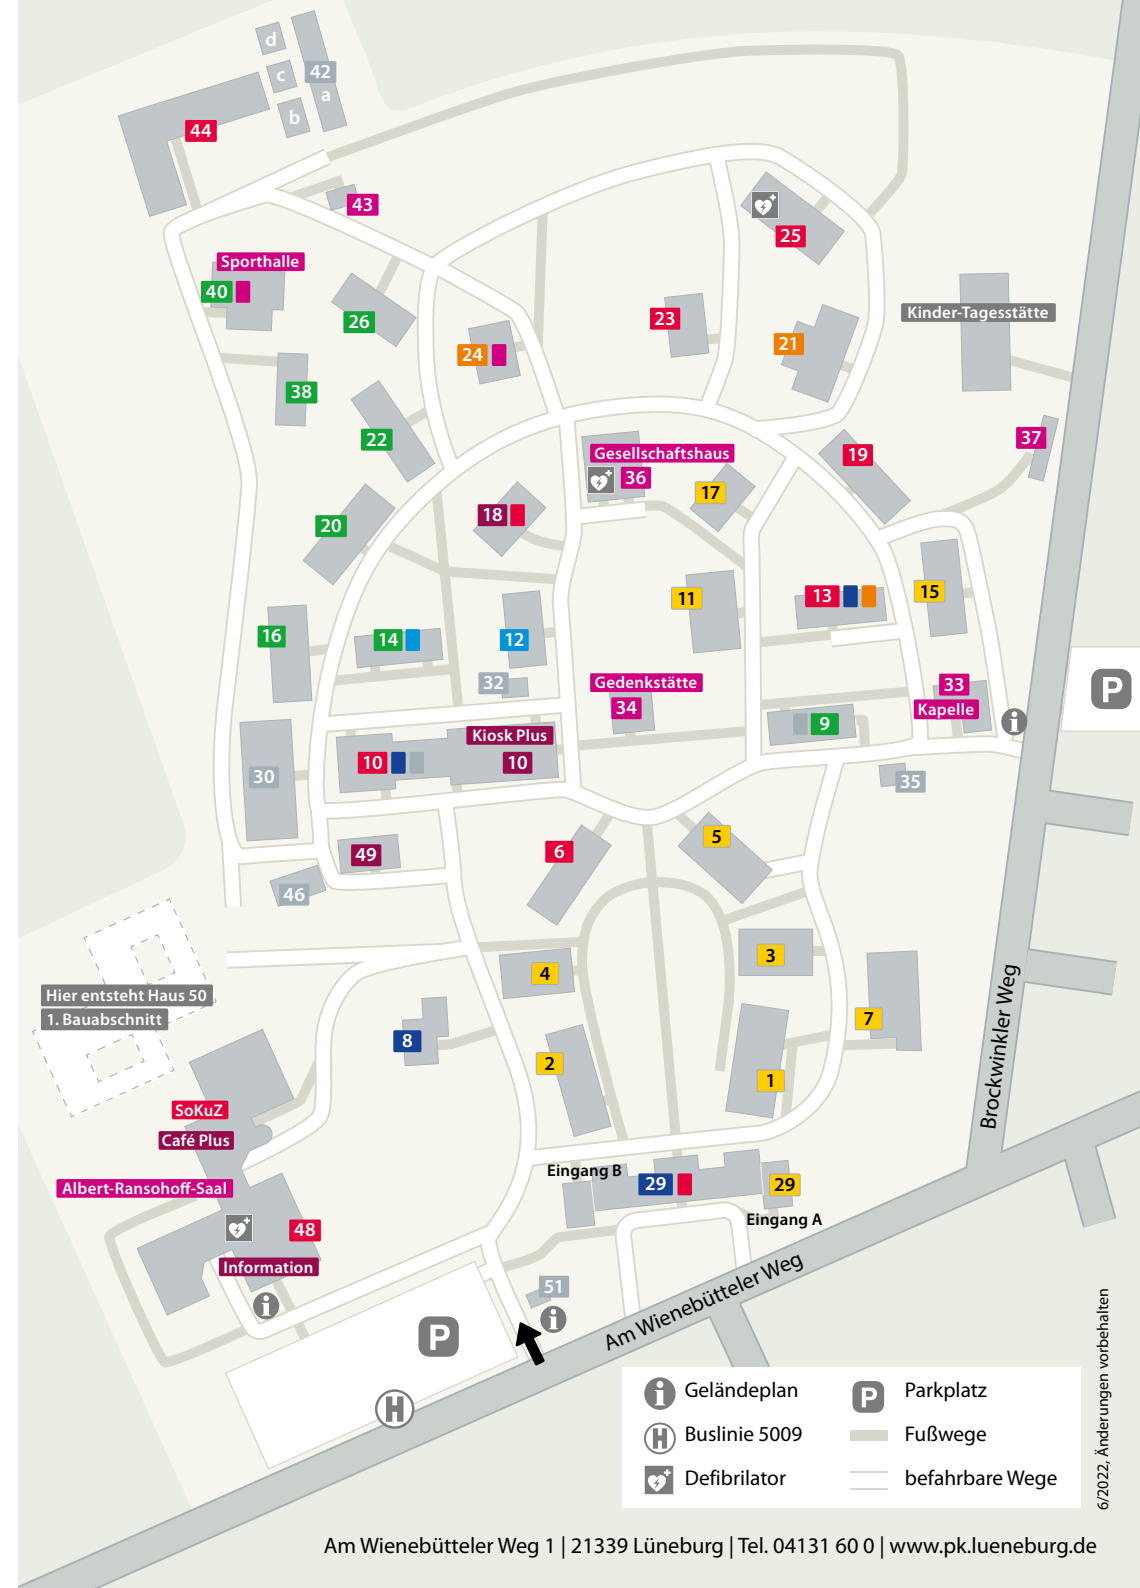 d
42
c
a
b
44
43
Sporthalle
40
26
25
23
21
24
Kinder-Tagesstätte
38
22
37
Gesellschaftshaus
36
19
17
18
20
11
13
15
16
14
12
32
Gedenkstätte
34
33
Kapelle
9
P
i
Kiosk Plus
10
10
30
35
5
6
49
46
3
4
Hier entsteht Haus 50
1. Bauabschnitt
7
8
2
1
Brockwinkler Weg
SoKuZ
Café Plus
Albert-Ransohoff-Saal
Eingang B
29
29
Eingang A
48
Information
i
51
i
P
H
Am Wienebütteler Weg
i Geländeplan
P Parkplatz
H Buslinie 5009
Fußwege
Defibrilator
befahrbare Wege
6/2022, Änderungen vorbehalten
Am Wienebütteler Weg 1 | 21339 Lüneburg | Tel. 04131 60 0 | www.pk.lueneburg.de